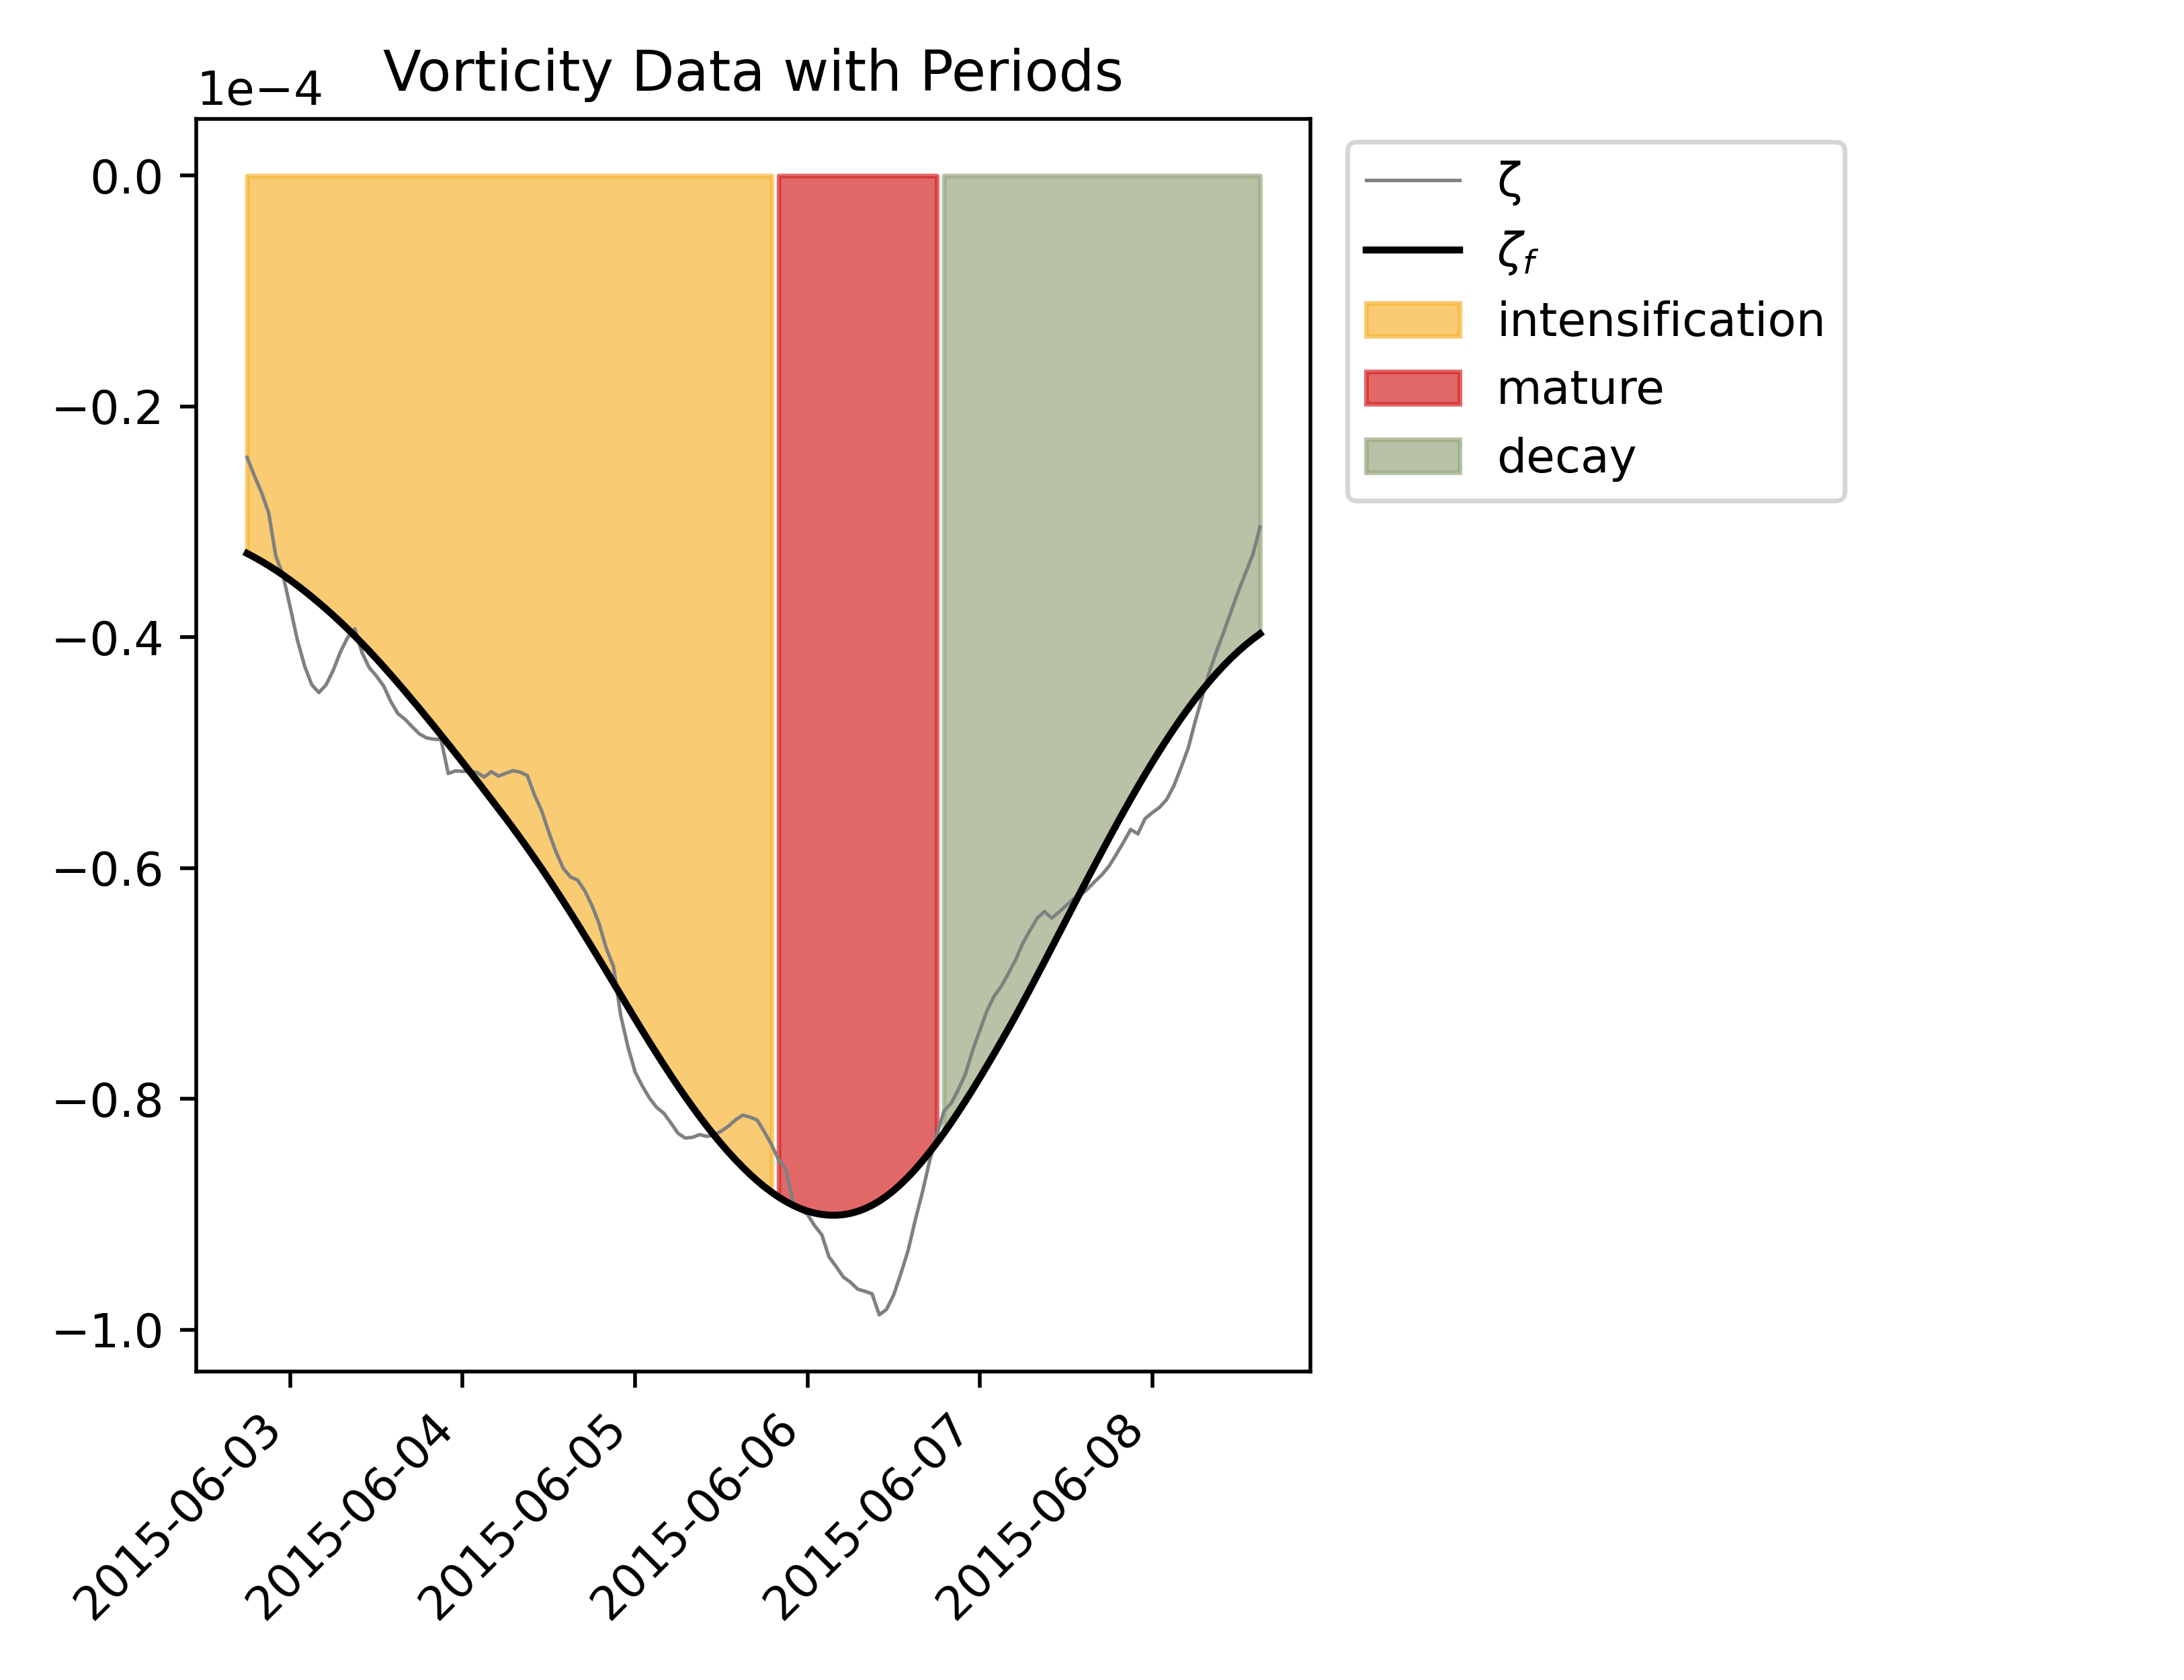 Vorticity Data with Periods
1e−4
0.0
−0.2
−0.4
−0.6
−0.8
−1.0
2015-06-03
2015-06-04
2015-06-05
2015-06-06
2015-06-07
2015-06-08
ζ
ζf
intensification
mature
decay